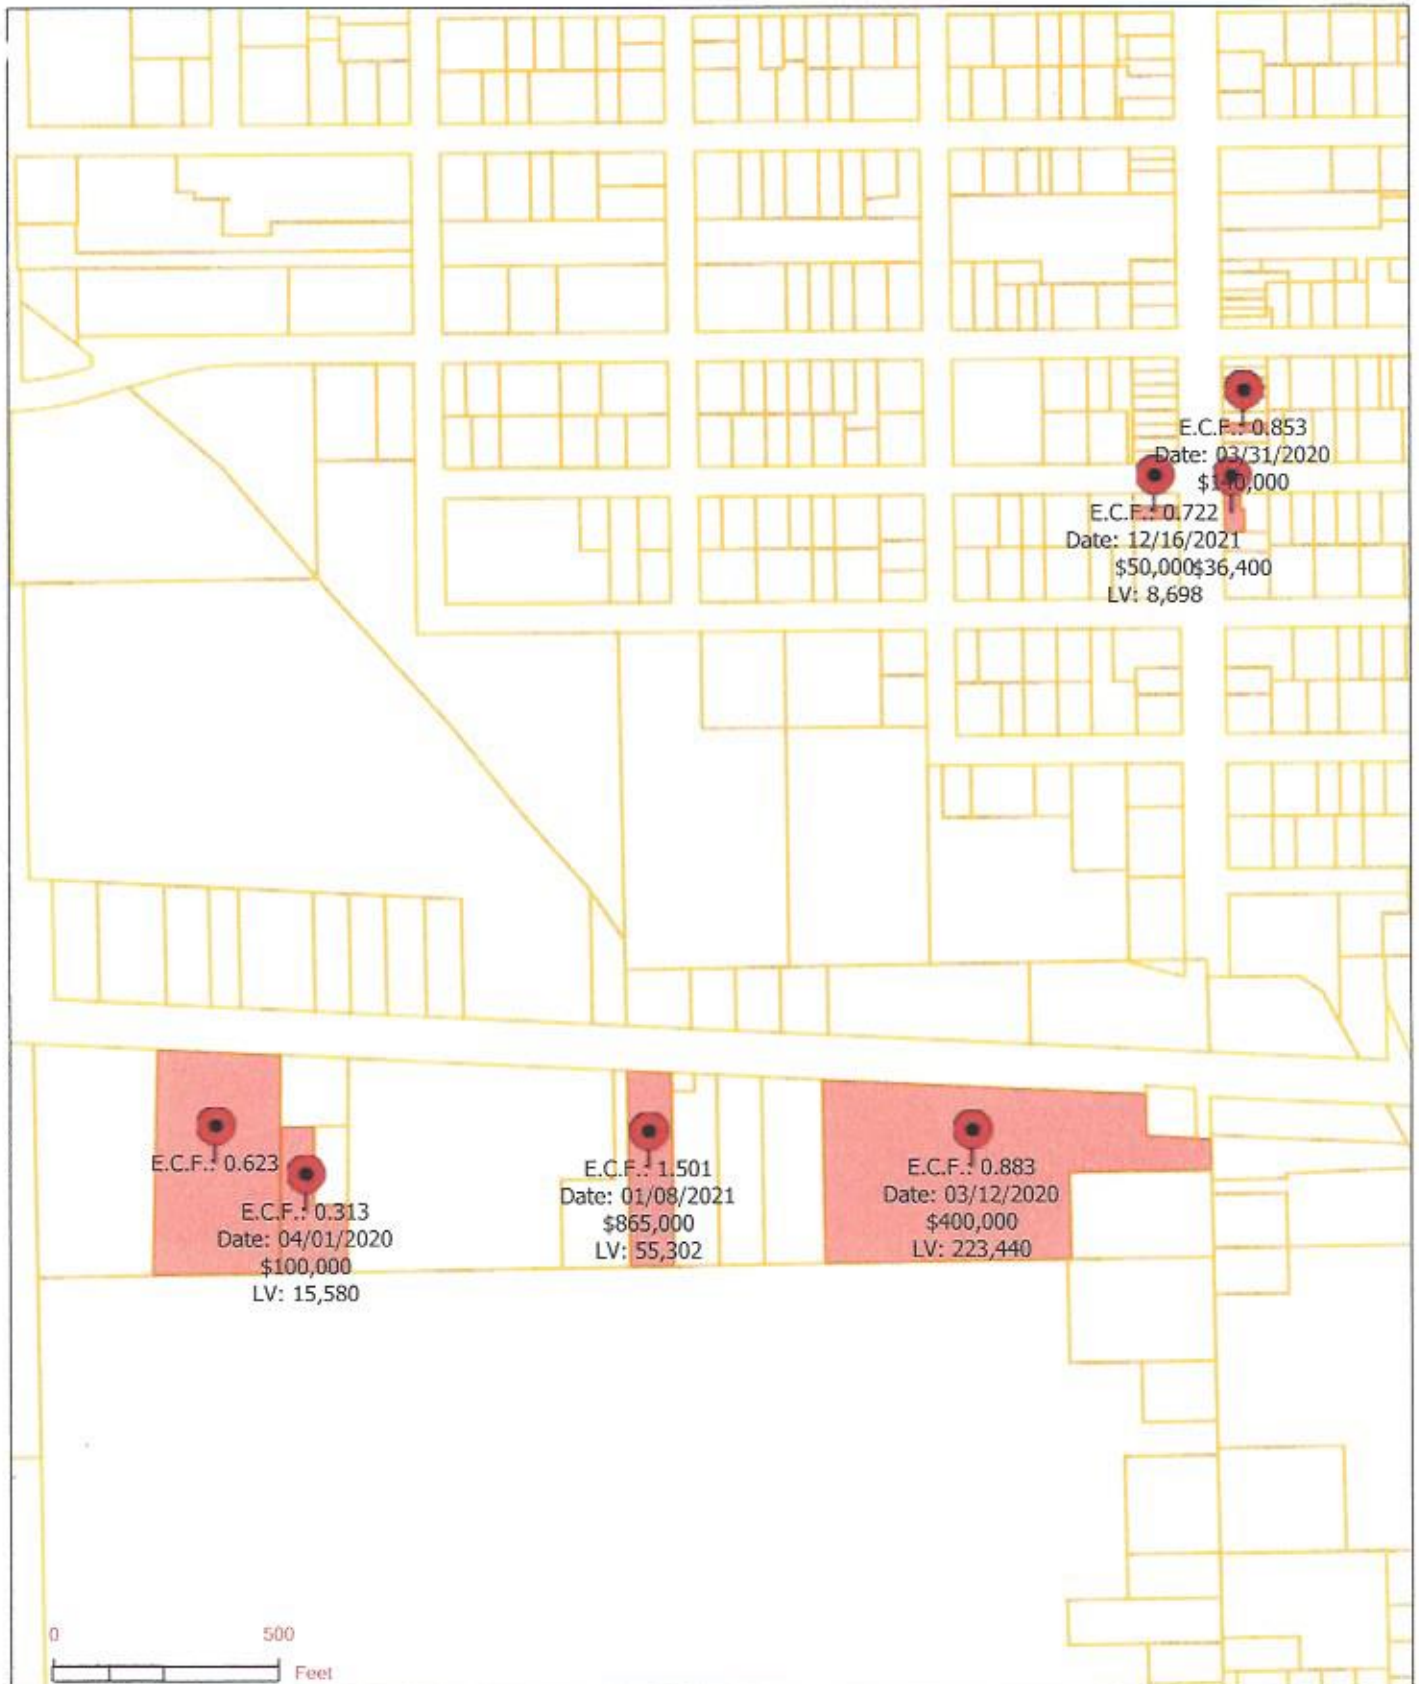 E.C.F.: 0.853
Date: 03/31/2020
$140,000
E.C.F.: 0.722
Date: 12/16/2021
$50,000
$36,400
LV: 8,698
E.C.F.: 0.623
E.C.F.: 0.313
Date: 04/01/2020
$100,000
LV: 15,580
E.C.F.: 1.501
Date: 01/08/2021
$865,000
LV: 55,302
E.C.F.: 0.883
Date: 03/12/2020
$400,000
LV: 223,440
0 500
Feet